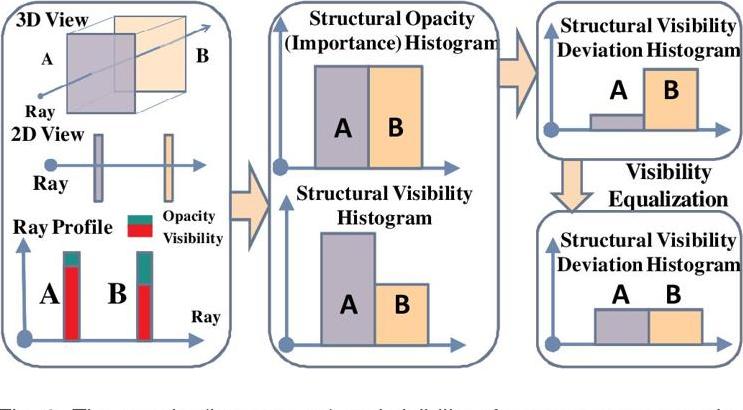 3D View
A
B
Ray
2D View
Ray
Ray Profile
Opacity
Visibility
A
B
Ray
Structural Opacity
(Importance) Histogram
A
B
Structural Visibility
Histogram
A
B
Structural Visibility
Deviation Histogram
A
B
Visibility
Equalization
Structural Visibility
Deviation Histogram
A
B